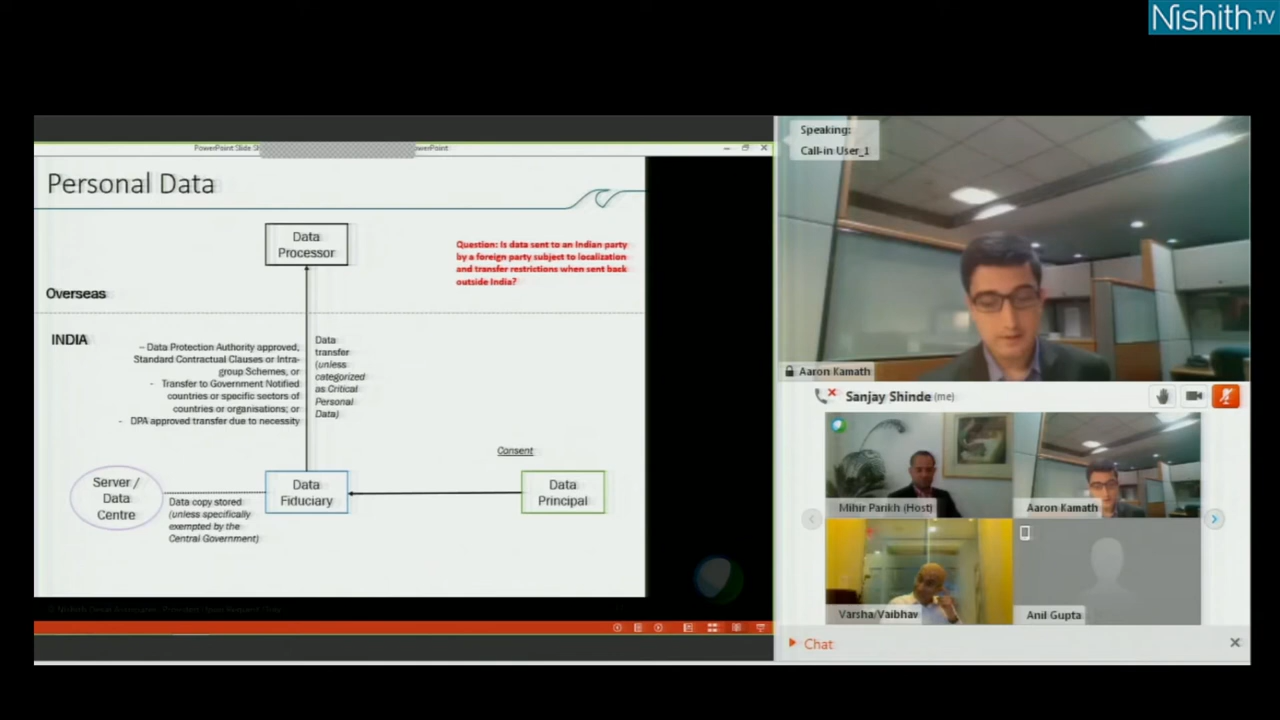 Nishith.TV
PowerPoint Slide
Personal Data
Data
Processor
Question: Is data sent to an Indian party
by a foreign party subject to localization
and transfer restrictions when sent back
outside India?
Overseas
INDIA
– Data Protection Authority approved,
Standard Contractual Clauses or Intra-
group Schemes, or
- Transfer to Government Notified
countries or specific sectors of
countries or organisations; or
- DPA approved transfer due to necessity
Data
transfer
(unless
categorized
as Critical
Personal
Data)
Consent
Server /
Data
Centre
Data copy stored
(unless specifically
exempted by the
Central Government)
Data
Fiduciary
Data
Principal
Speaking:
Call-in User_1
Aaron Kamath
Sanjay Shinde (me)
Mihir Parikh (Host)
Aaron Kamath
Varsha/Vaibhav
Anil Gupta
Chat